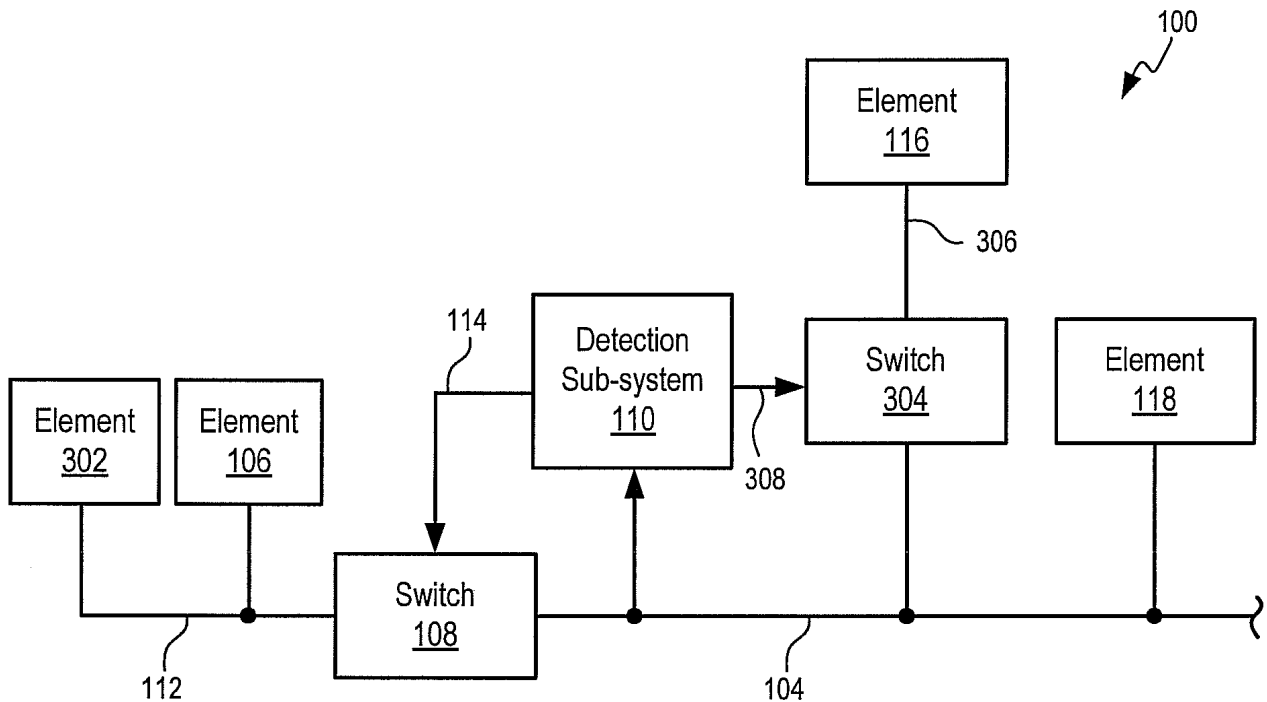 100
Element
116
306
114
Detection
Sub-system
110
308
Switch
304
Element
118
Element
302
Element
106
Switch
108
112
104